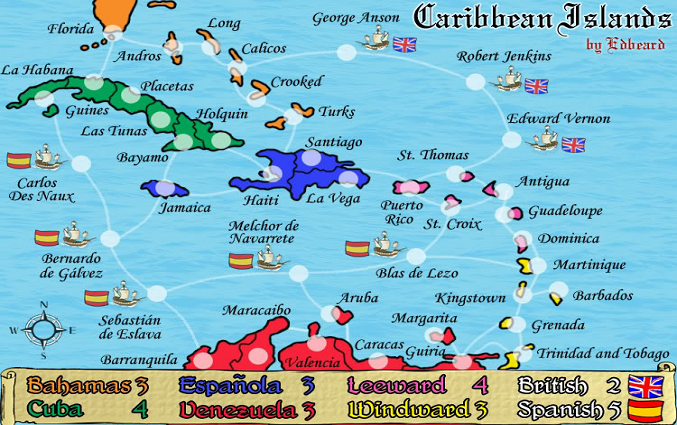 Caribbean Islands
by Edbeard
Florida
Long
George Anson
Andros
Calicos
Robert Jenkins
La Habana
Placetas
Crooked
Guines
Holquin
Turks
Las Tunas
Edward Vernon
Bayamo
Santiago
St. Thomas
Carlos
Des Naux
Antigua
Jamaica
Haiti
La Vega
Puerto
Rico
St. Croix
Guadeloupe
Melchor de
Navarrete
Dominica
Bernardo
de Gálvez
Blas de Lezo
Martinique
Aruba
Kingstown
Barbados
Sebastián
de Eslava
Maracaibo
Margarita
Grenada
W N E S
Barranquila
Valencia
Caracas
Guiria
Trinidad and Tobago
Bahamas 3 Española 3 Leeward 4 British 2
Cuba 4 Venezuela 3 Windward 3 Spanish 5